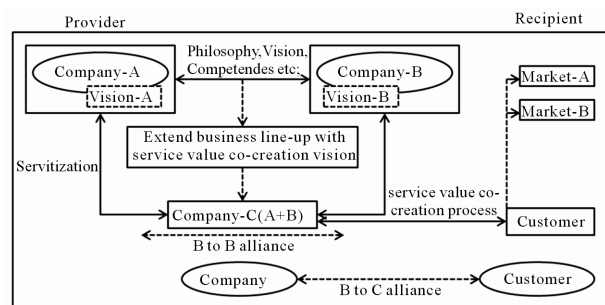 Provider
Recipient
Philosophy,Vision,
Competendes etc;
Company-A
Vision-A
Company-B
Vision-B
Market-A
Market-B
Extend business line-up with
service value co-creation vision
Servitization
service value co-
creation process
Company-C(A+B)
Customer
B to B alliance
Company
B to C alliance
Customer